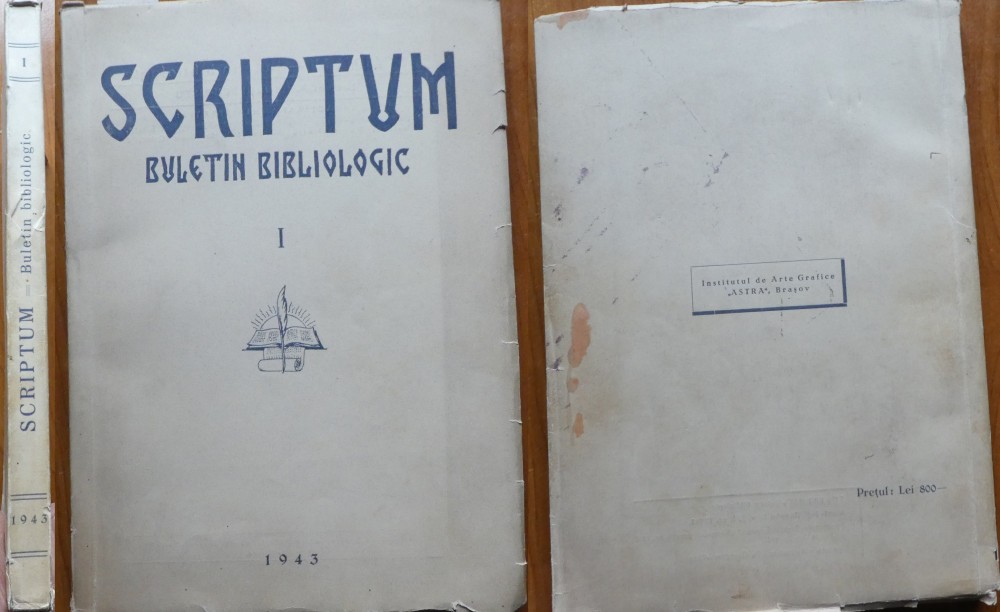 I
SCRIPTUM — Buletin bibliologic
1943
SCRIPTUM
BULETIN BIBLIOLOGIC
I
1943
Institutul de Arte Grafice
„ASTRA", Brașov
Prețul: Lei 800—